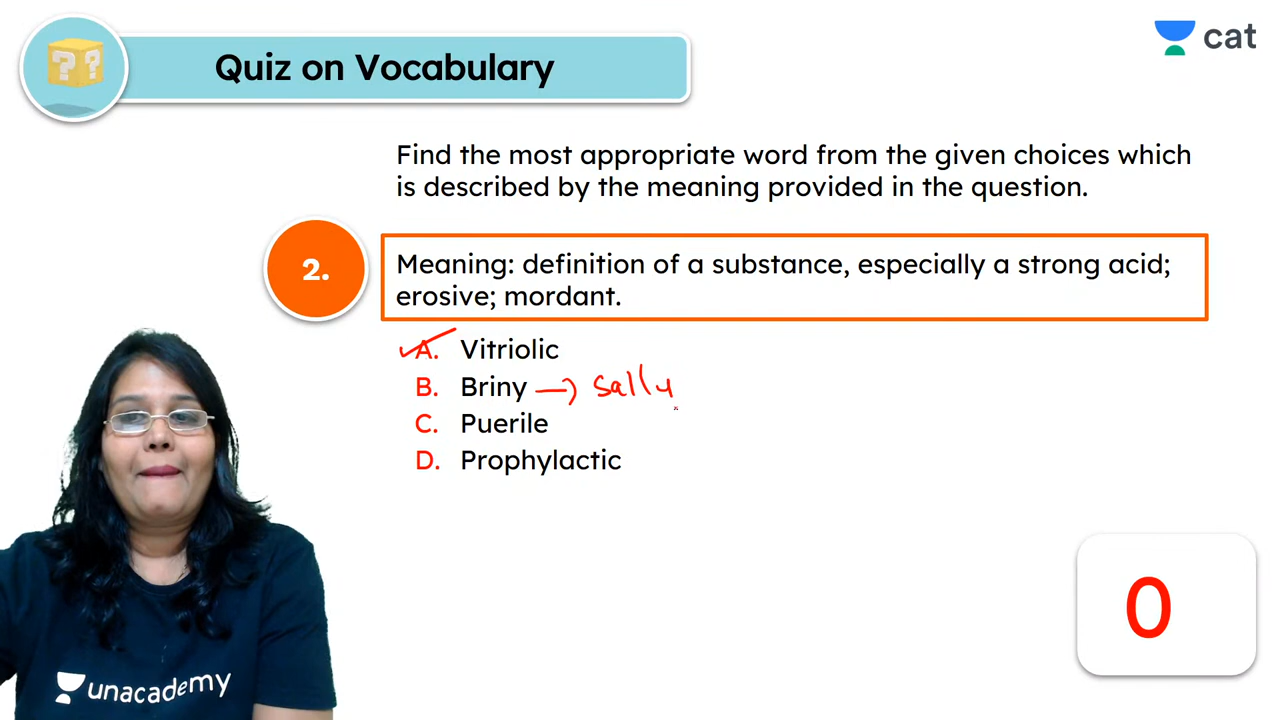 ? ?
Quiz on Vocabulary
cat
Find the most appropriate word from the given choices which
is described by the meaning provided in the question.
2.
Meaning: definition of a substance, especially a strong acid;
erosive; mordant.
A. Vitriolic
B. Briny → Sally
C. Puerile
D. Prophylactic
0
unacademy